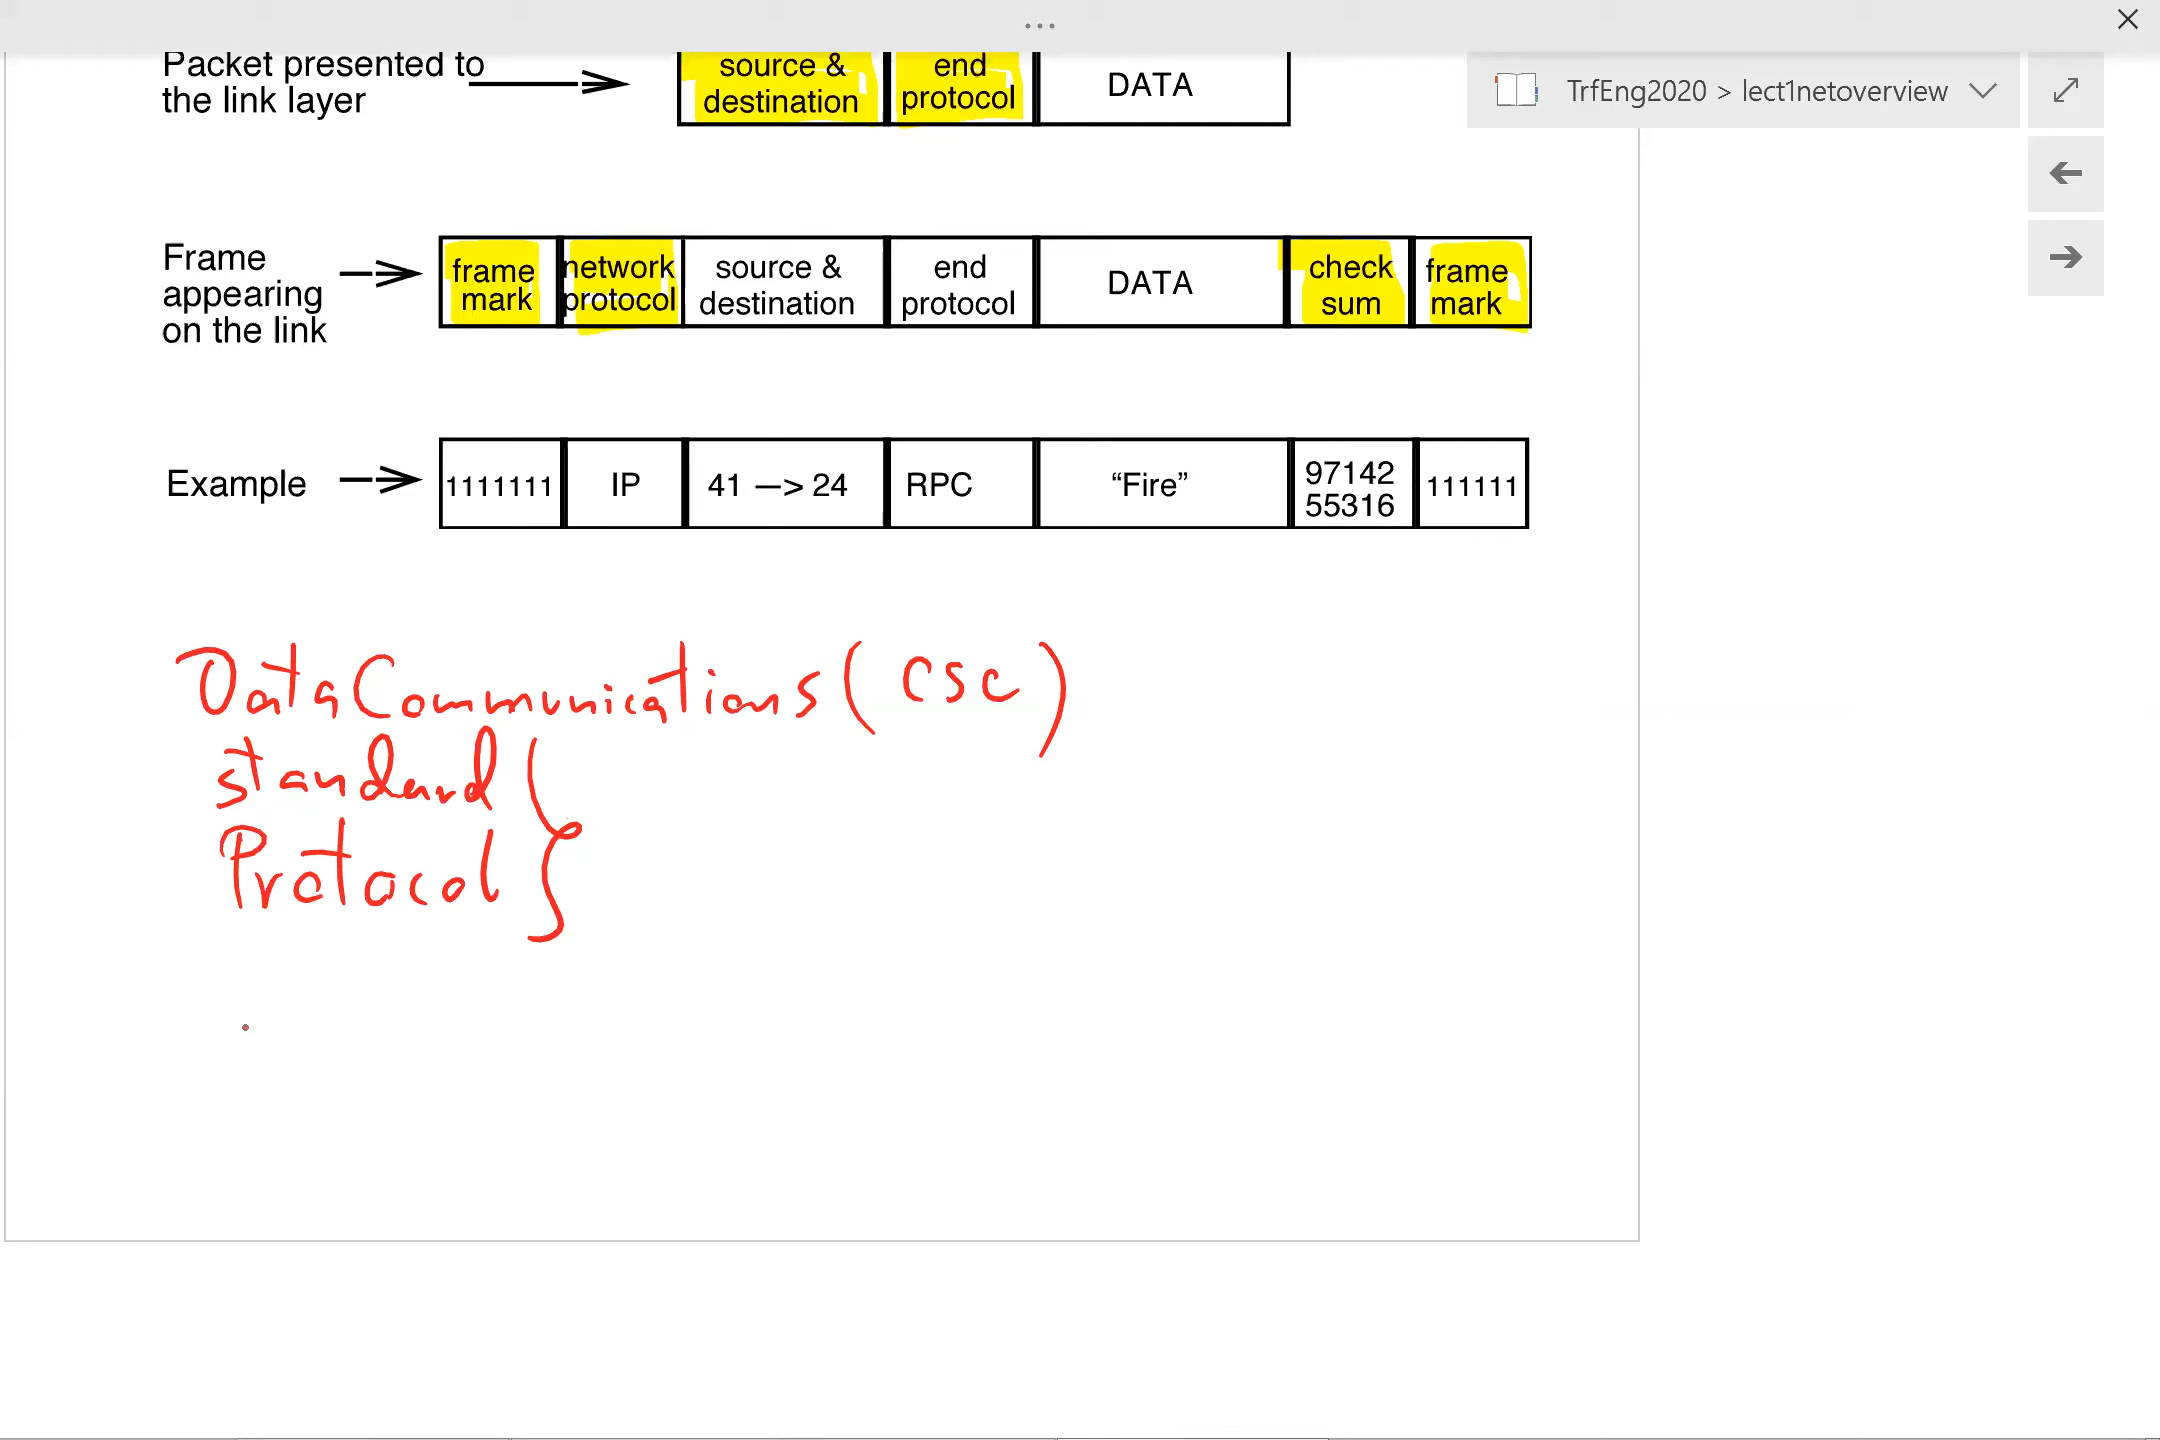 Packet presented to
the link layer
source &
destination
end
protocol
DATA
TrfEng2020 > lect1netoverview
Frame
appearing
on the link
frame
mark
network
protocol
source &
destination
end
protocol
DATA
check
sum
frame
mark
Example
1111111
IP
41 —> 24
RPC
“Fire”
97142
55316
111111
Data Communications (CSC)
standard
Protocol